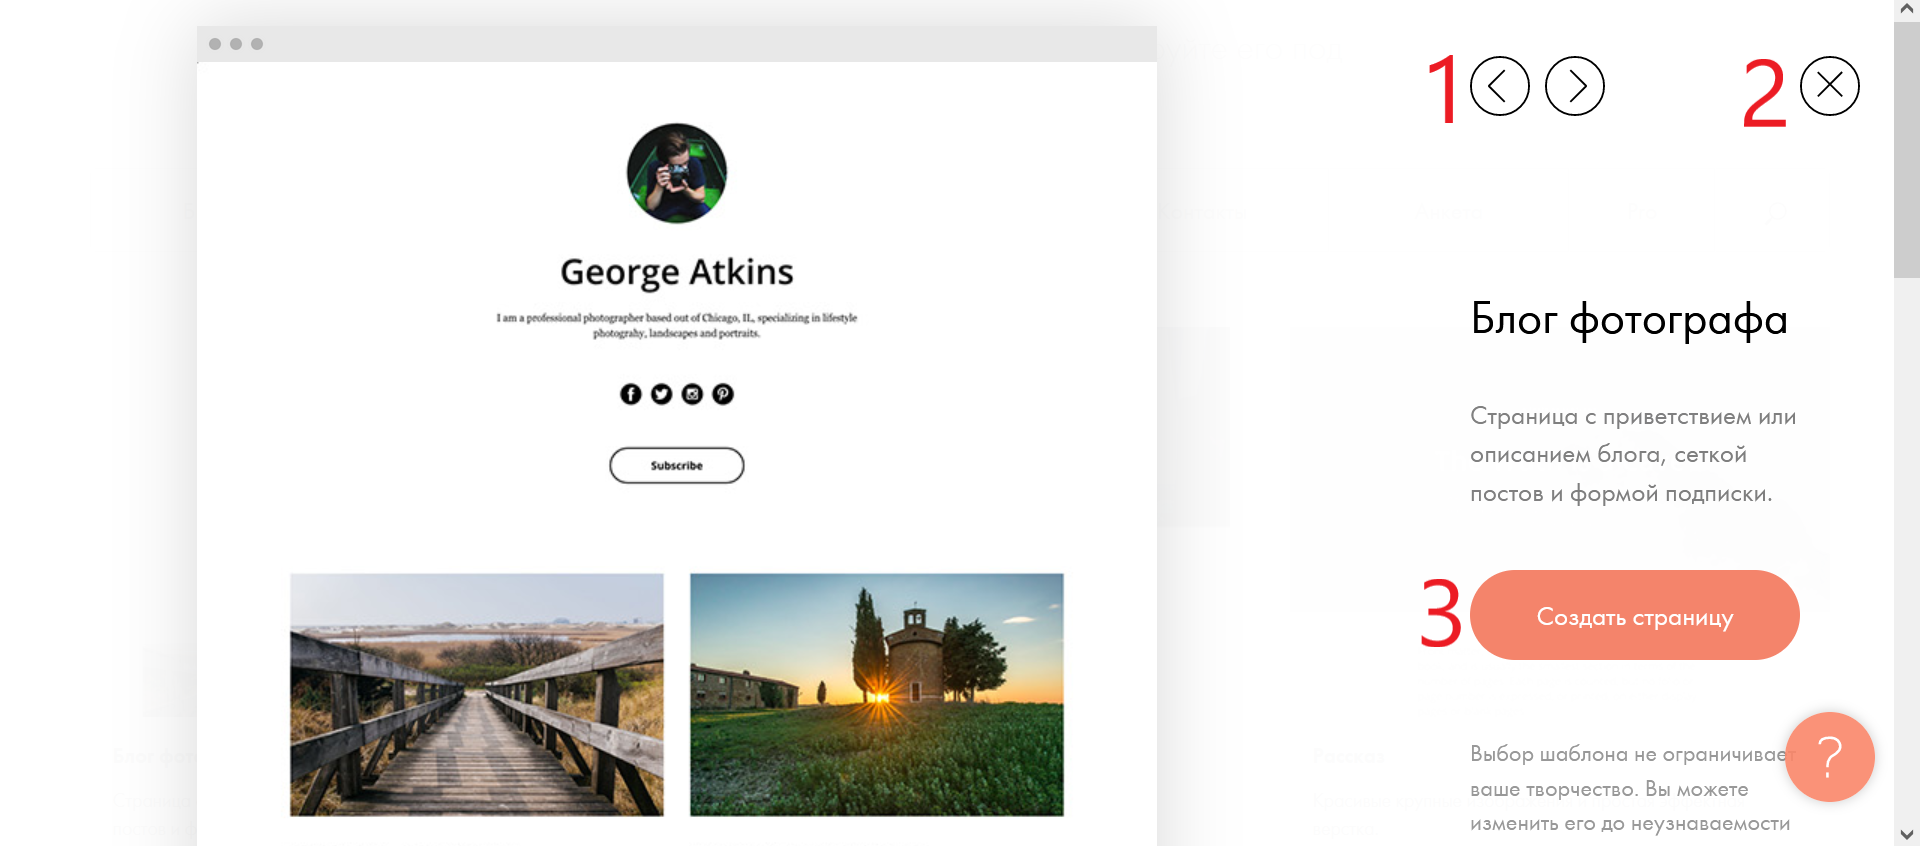 1
2
George Atkins
I am a professional photographer based out of Chicago, IL, specializing in lifestyle
photograhy, landscapes and portraits.
Subscribe
Блог фотографа
Страница с приветствием или
описанием блога, сеткой
постов и формой подписки.
3
Создать страницу
Выбор шаблона не ограничивает
ваше творчество. Вы можете
изменить его до неузнаваемости
?